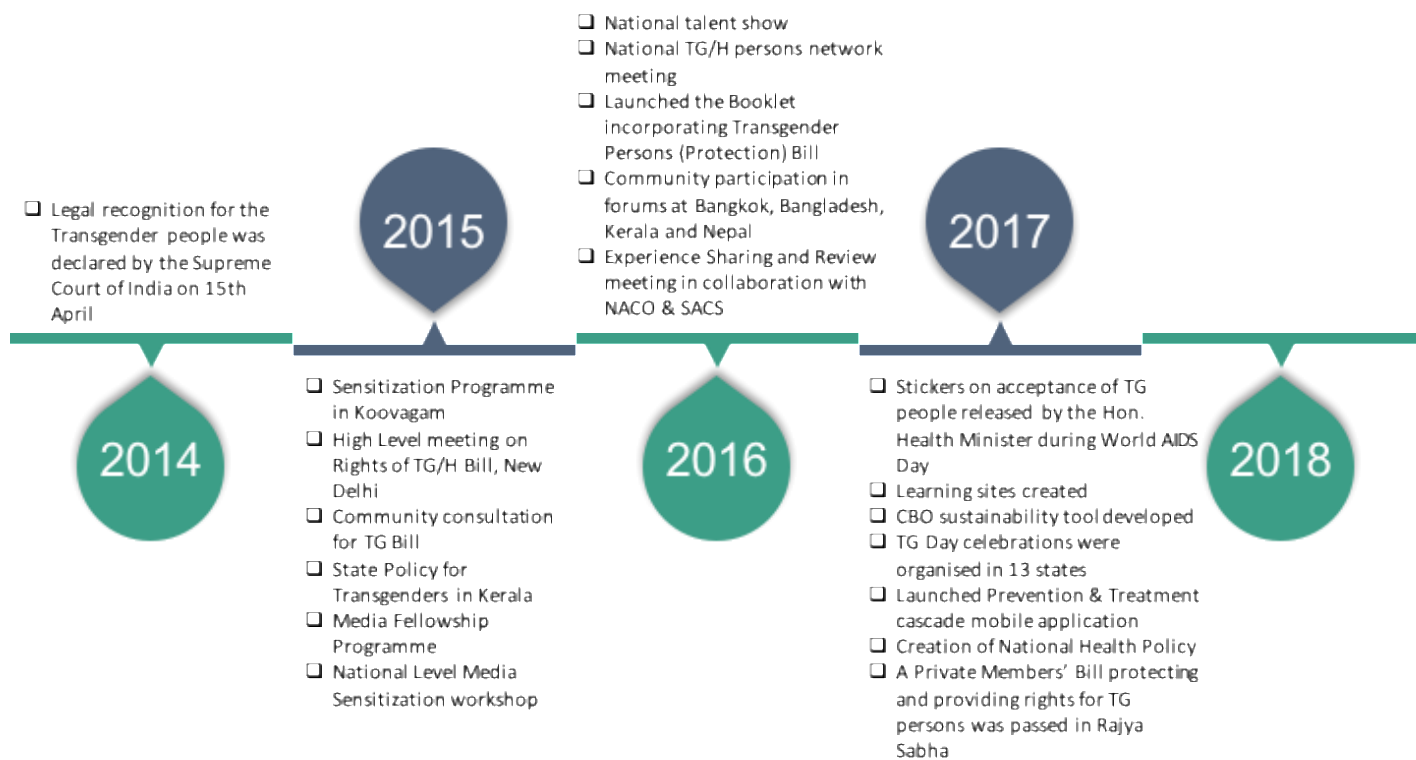 2014
❑ Legal recognition for the
Transgender people was
declared by the Supreme
Court of India on 15th
April
2015
❑ Sensitization Programme
in Koovagam
❑ High Level meeting on
Rights of TG/H Bill, New
Delhi
❑ Community consultation
for TG Bill
❑ State Policy for
Transgenders in Kerala
❑ Media Fellowship
Programme
❑ National Level Media
Sensitization workshop
❑ National talent show
❑ National TG/H persons network
meeting
❑ Launched the Booklet
incorporating Transgender
Persons (Protection) Bill
❑ Community participation in
forums at Bangkok, Bangladesh,
Kerala and Nepal
❑ Experience Sharing and Review
meeting in collaboration with
NACO & SACS
2016
2017
❑ Stickers on acceptance of TG
people released by the Hon.
Health Minister during World AIDS
Day
❑ Learning sites created
❑ CBO sustainability tool developed
❑ TG Day celebrations were
organised in 13 states
❑ Launched Prevention & Treatment
cascade mobile application
❑ Creation of National Health Policy
❑ A Private Members’ Bill protecting
and providing rights for TG
persons was passed in Rajya
Sabha
2018